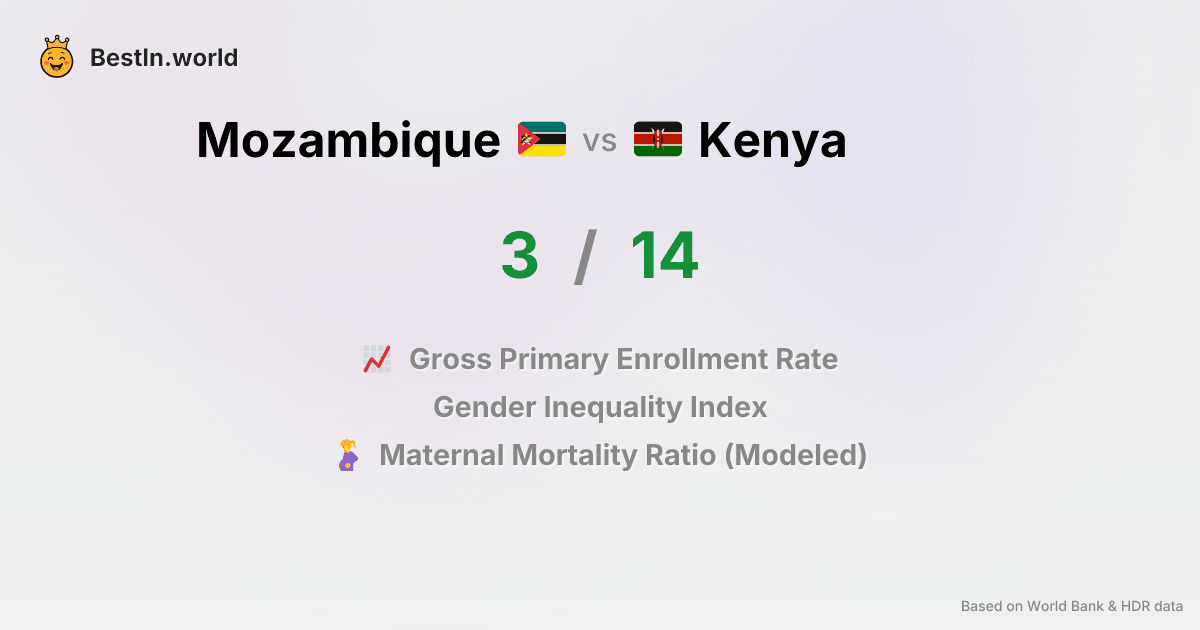 BestIn.world
Mozambique vs Kenya
3 / 14
Gross Primary Enrollment Rate
Gender Inequality Index
Maternal Mortality Ratio (Modeled)
Based on World Bank & HDR data